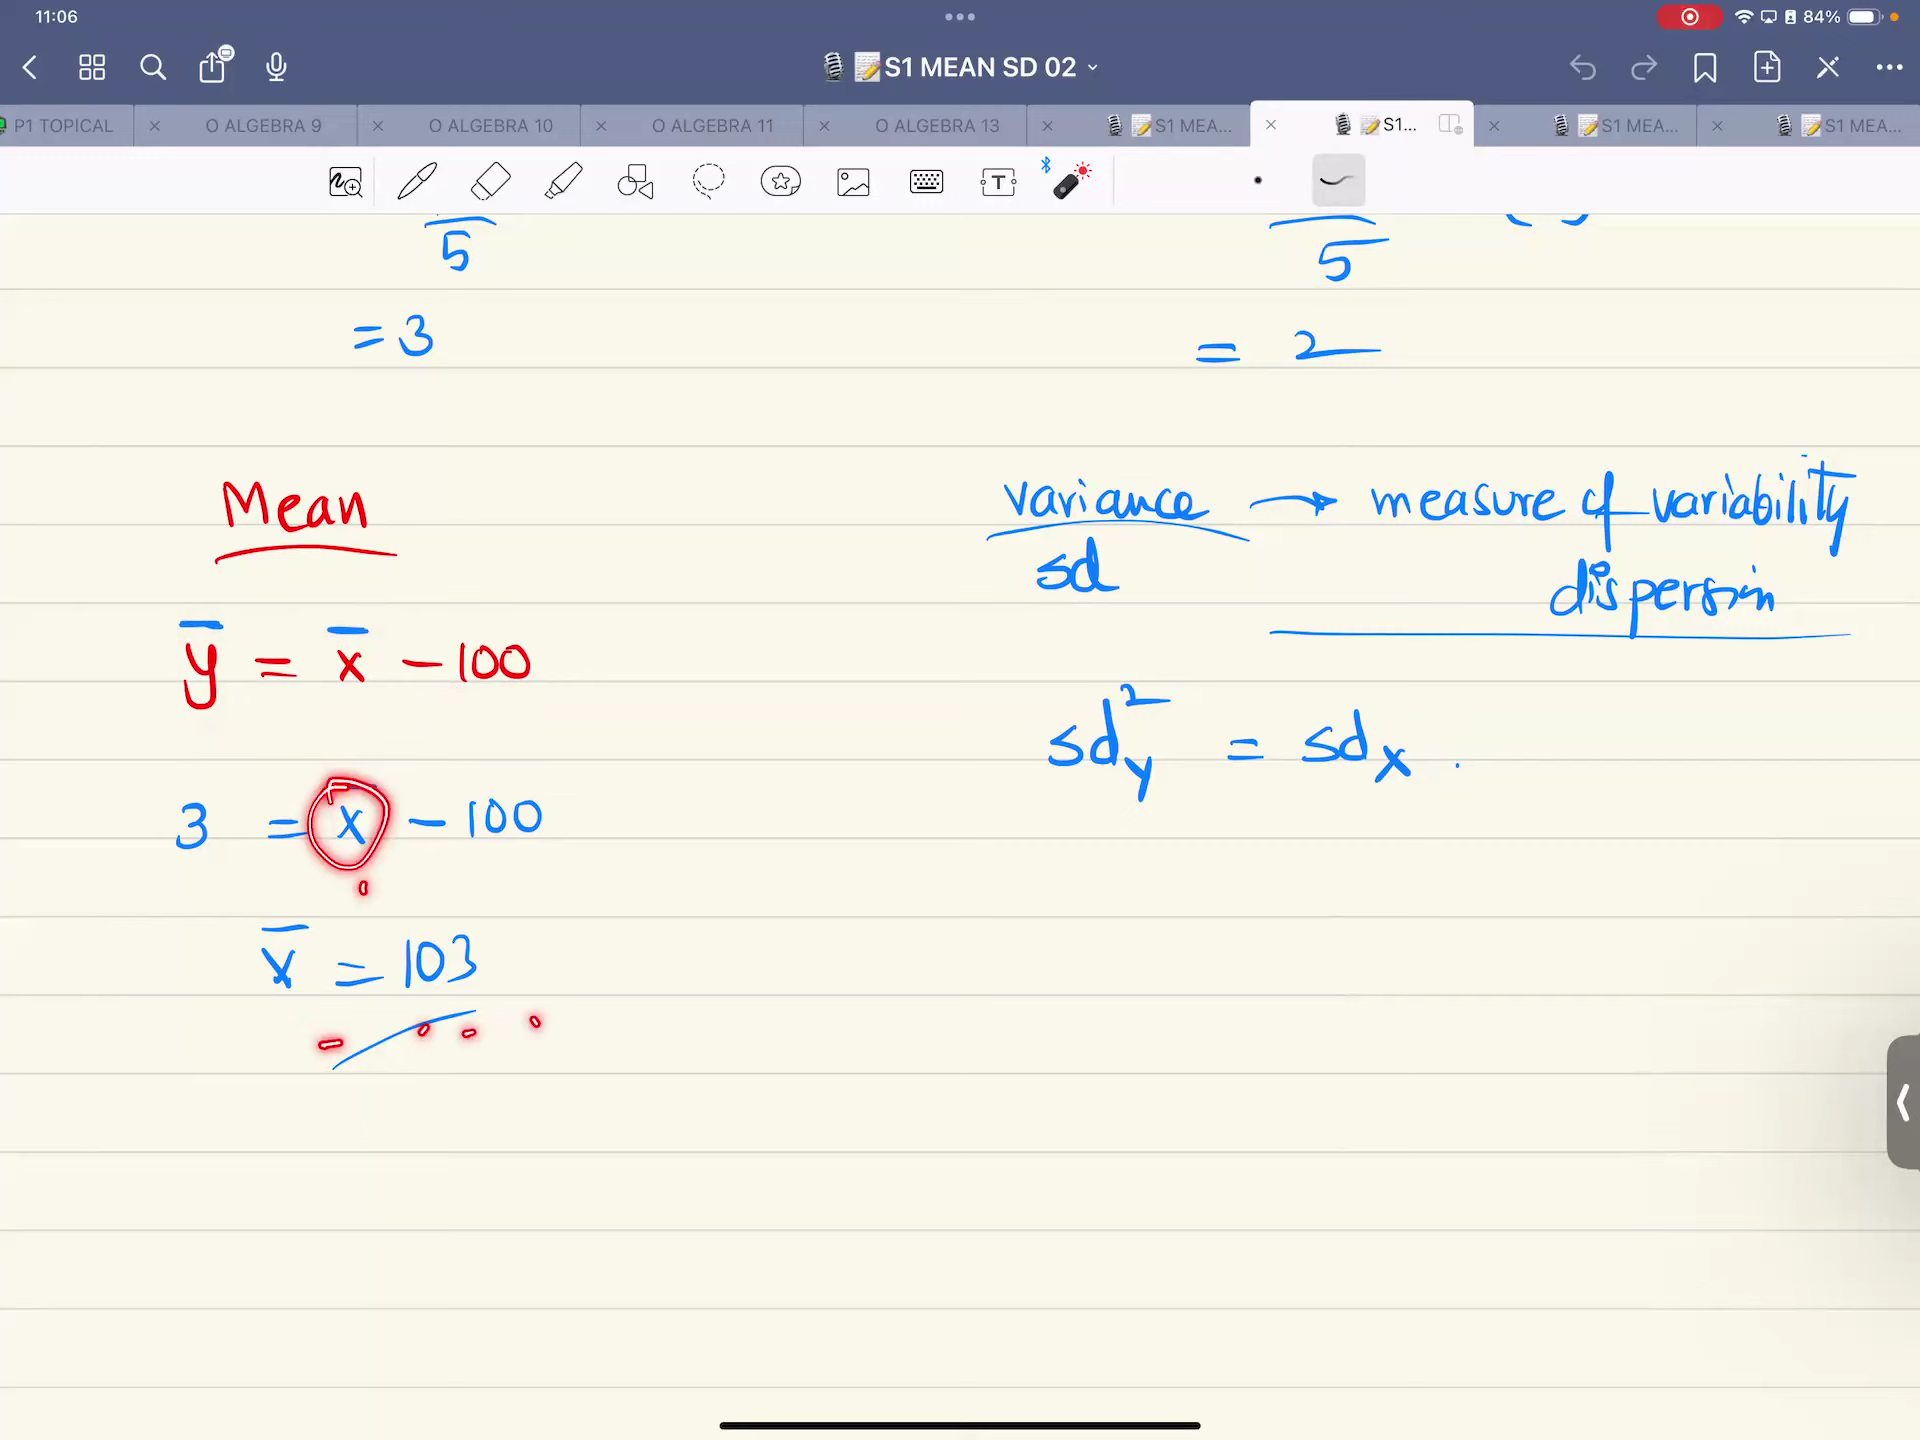 11:06
84%
S1 MEAN SD 02
P1 TOPICAL
O ALGEBRA 9
O ALGEBRA 10
O ALGEBRA 11
O ALGEBRA 13
S1 MEA...
S1...
S1 MEA...
S1 MEA...
5
5
= 3
= 2
Mean
variance → measure of variability
sd
dispersion
y̅ = x̅ - 100
sd²y = sdx .
3 = x̅ - 100
x̅ = 103